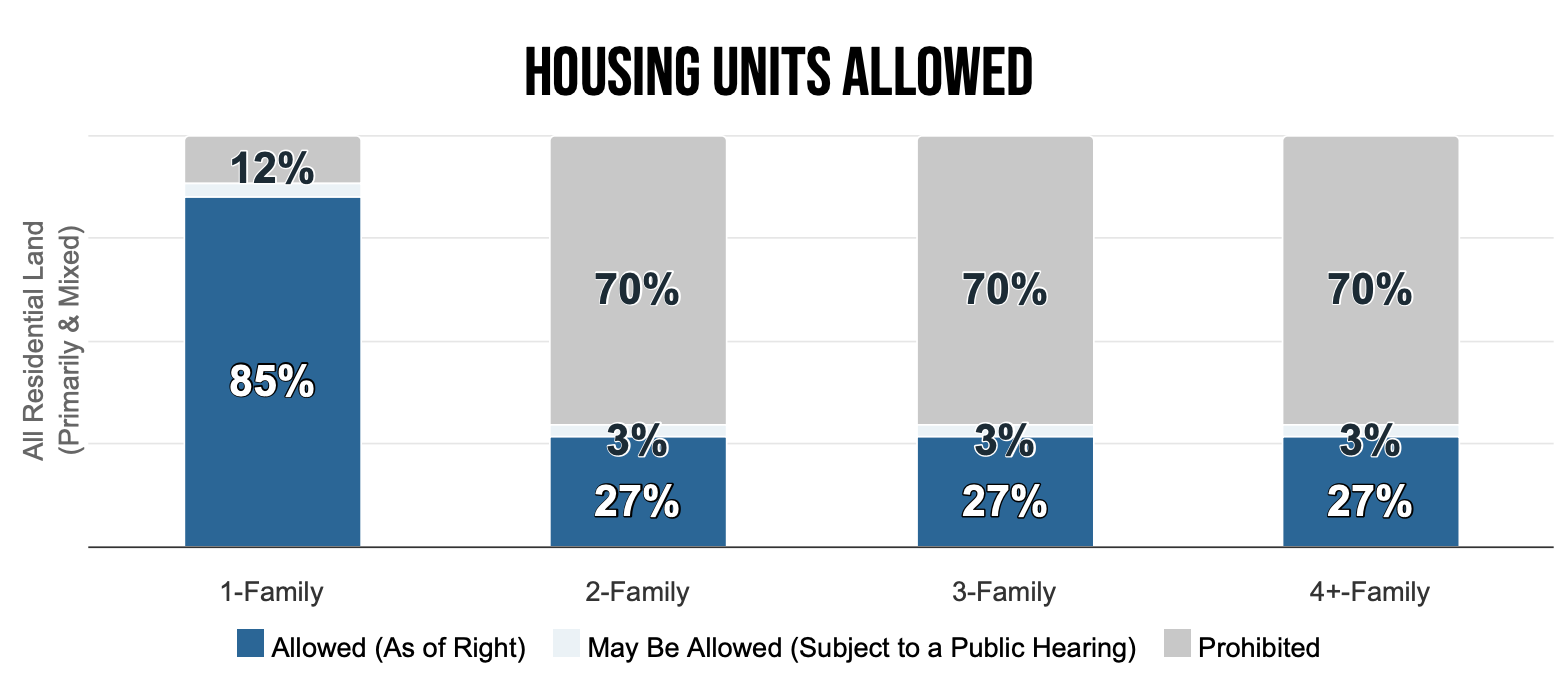 HOUSING UNITS ALLOWED
All Residential Land
(Primarily & Mixed)
12%
85%
70%
3%
27%
70%
3%
27%
70%
3%
27%
1-Family
2-Family
3-Family
4+-Family
Allowed (As of Right)
May Be Allowed (Subject to a Public Hearing)
Prohibited